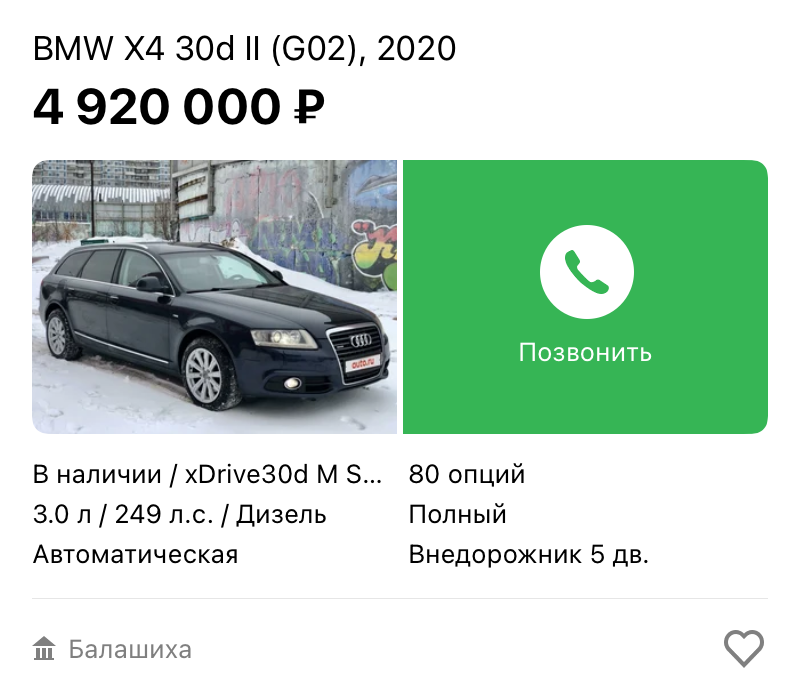 BMW X4 30d II (G02), 2020
4 920 000 ₽
auto.ru
Позвонить
В наличии / xDrive30d M S...
80 опций
3.0 л / 249 л.с. / Дизель
Полный
Автоматическая
Внедорожник 5 дв.
Балашиха